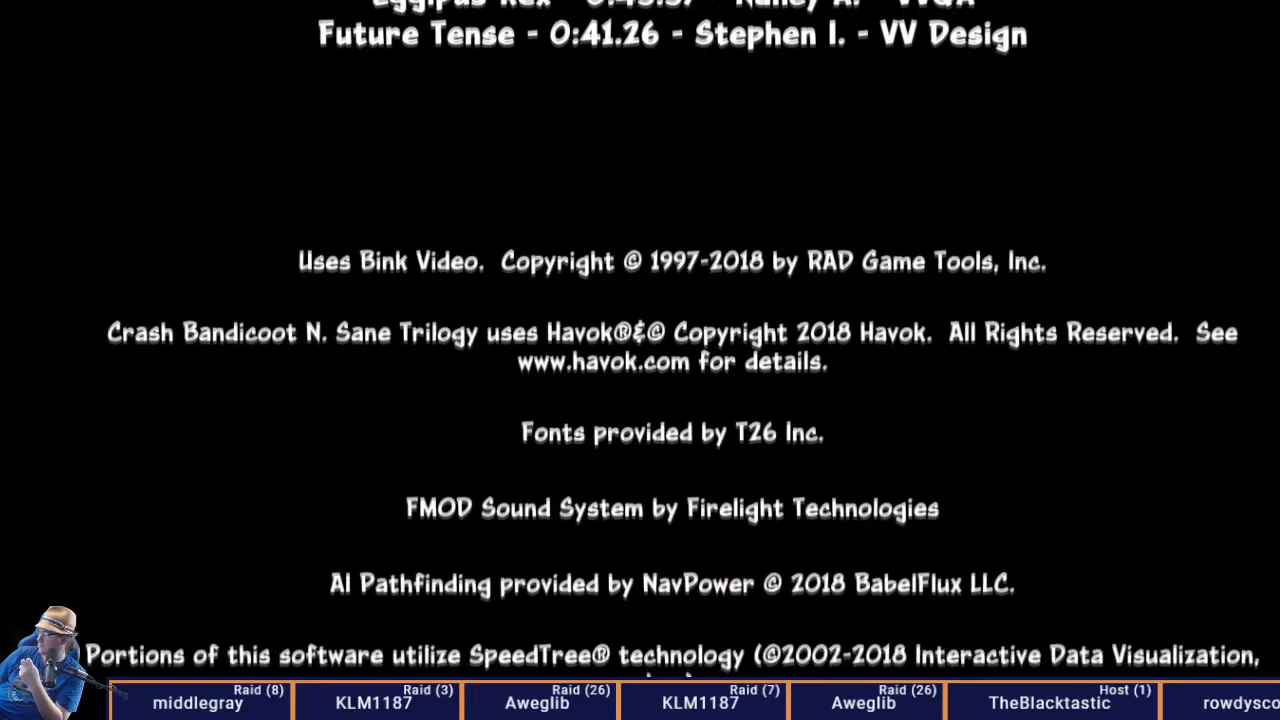 Future Tense - 0:41.26 - Stephen I. - VV Design
Uses Bink Video. Copyright © 1997-2018 by RAD Game Tools, Inc.
Crash Bandicoot N. Sane Trilogy uses Havok®&© Copyright 2018 Havok. All Rights Reserved. See
www.havok.com for details.
Fonts provided by T26 Inc.
FMOD Sound System by Firelight Technologies
AI Pathfinding provided by NavPower © 2018 BabelFlux LLC.
Portions of this software utilize SpeedTree® technology (©2002-2018 Interactive Data Visualization,
Raid (8) Raid (3) Raid (26) Raid (7) Raid (26) Host (1)
middlegray KLM1187 Aweglib KLM1187 Aweglib TheBlacktastic rowdysco